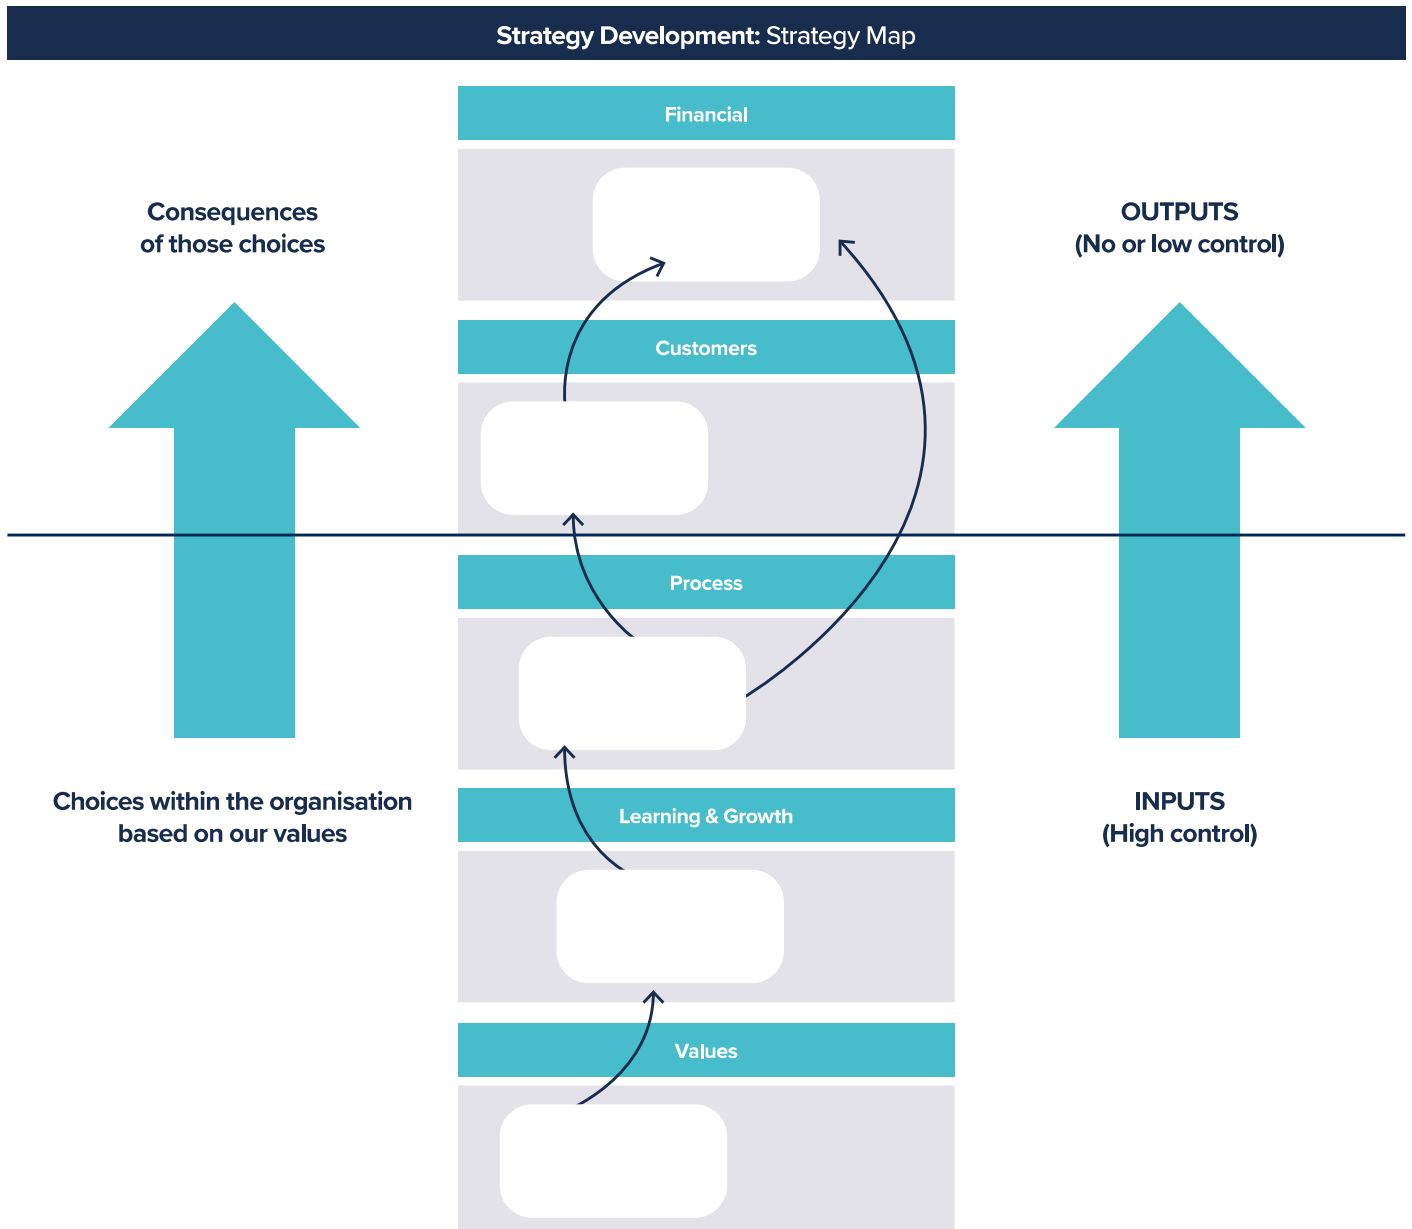 Strategy Development: Strategy Map
Financial
Consequences
of those choices
OUTPUTS
(No or low control)
Customers
Process
Choices within the organisation
based on our values
Learning & Growth
INPUTS
(High control)
Values